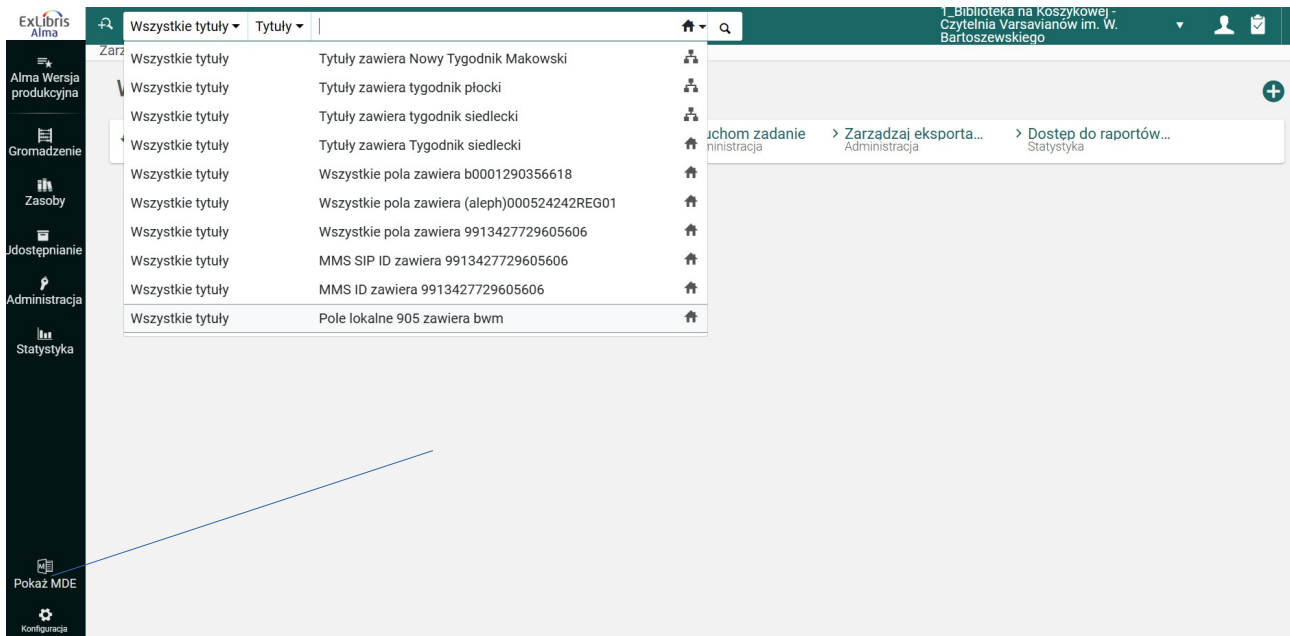 ExLibris
Alma
Wszystkie tytuły
Tytuły
1_Biblioteka na Koszykowej -
Czytelnia Varsavianów im. W.
Bartoszewskiego
Alma Wersja
produkcyjna
Gromadzenie
Zasoby
Udostępnianie
Administracja
Statystyka
Pokaż MDE
Konfiguracja
Zarz
Wszystkie tytuły Tytuły zawiera Nowy Tygodnik Makowski
Wszystkie tytuły Tytuły zawiera tygodnik płocki
Wszystkie tytuły Tytuły zawiera tygodnik siedlecki
Wszystkie tytuły Tytuły zawiera Tygodnik siedlecki
Wszystkie tytuły Wszystkie pola zawiera b0001290356618
Wszystkie tytuły Wszystkie pola zawiera (aleph)000524242REG01
Wszystkie tytuły Wszystkie pola zawiera 9913427729605606
Wszystkie tytuły MMS SIP ID zawiera 9913427729605606
Wszystkie tytuły MMS ID zawiera 9913427729605606
Wszystkie tytuły Pole lokalne 905 zawiera bwm
uchom zadanie
ninistracja
> Zarządzaj eksporta...
Administracja
> Dostęp do raportów...
Statystyka